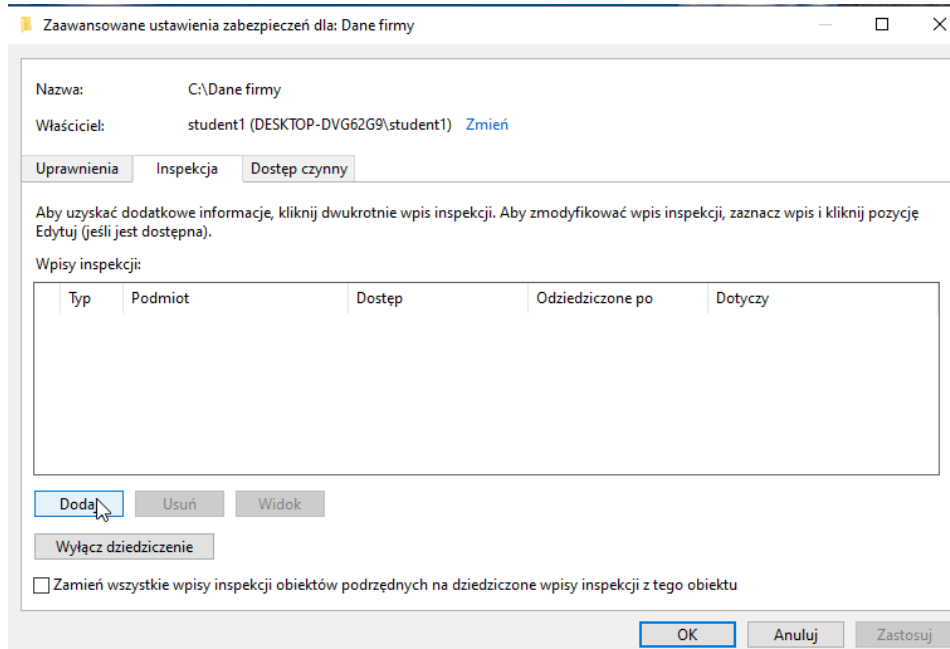 Zaawansowane ustawienia zabezpieczeń dla: Dane firmy
Nazwa: C:\Dane firmy
Właściciel: student1 (DESKTOP-DVG62G9\student1) Zmień
Uprawnienia Inspekcja Dostęp czynny
Aby uzyskać dodatkowe informacje, kliknij dwukrotnie wpis inspekcji. Aby zmodyfikować wpis inspekcji, zaznacz wpis i kliknij pozycję
Edytuj (jeśli jest dostępna).
Wpisy inspekcji:
Typ Podmiot Dostęp Odziedziczone po Dotyczy
Dodaj Usuń Widok
Wyłącz dziedziczenie
Zamień wszystkie wpisy inspekcji obiektów podrzędnych na dziedziczone wpisy inspekcji z tego obiektu
OK Anuluj Zastosuj